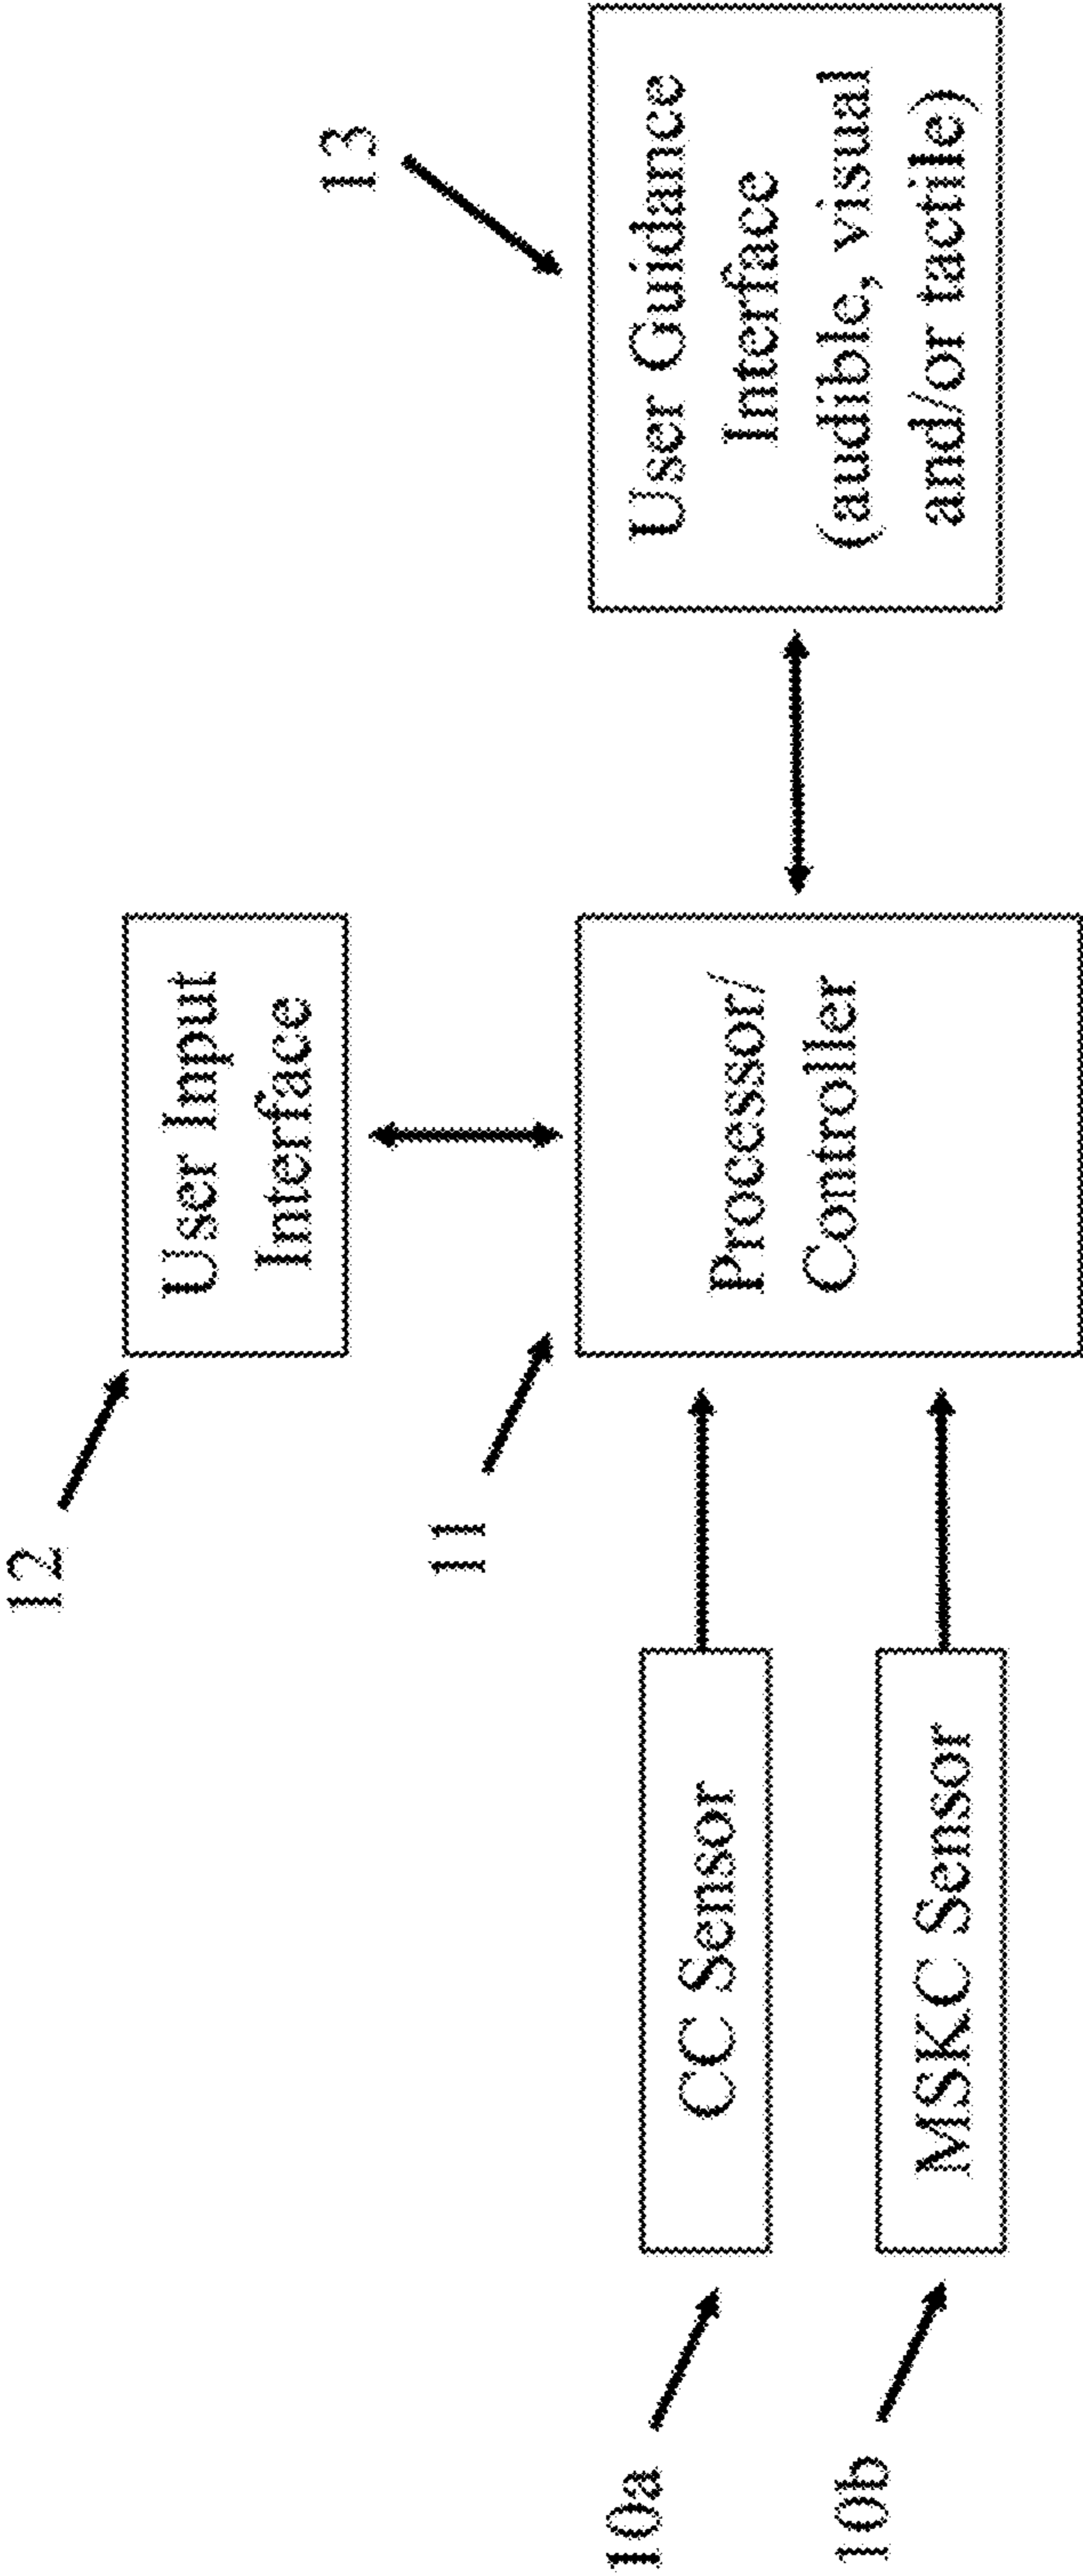 12
User Input
Interface
11
13
10a
CC Sensor
Processor/
Controller
User Guidance
Interface
(audible, visual
and/or tactile)
10b
MSKC Sensor